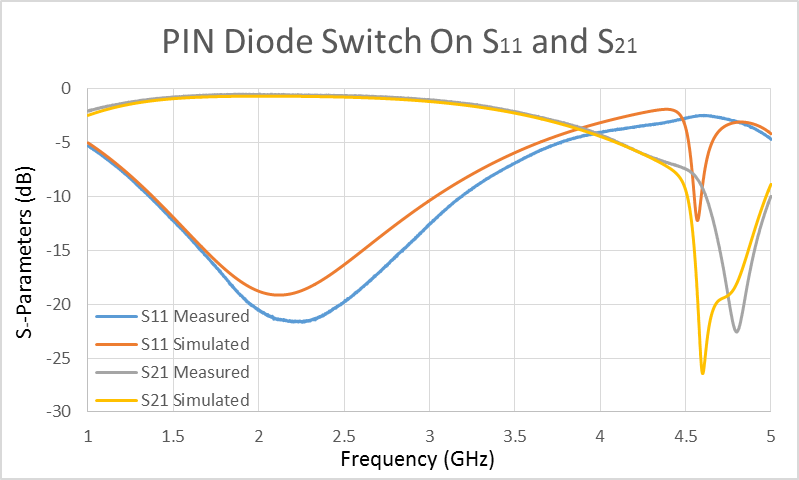 PIN Diode Switch On S11 and S21
S--Parameters (dB)
0
-5
-10
-15
-20
-25
-30
S11 Measured
S11 Simulated
S21 Measured
S21 Simulated
1 1.5 2 2.5 3 3.5 4 4.5 5
Frequency (GHz)